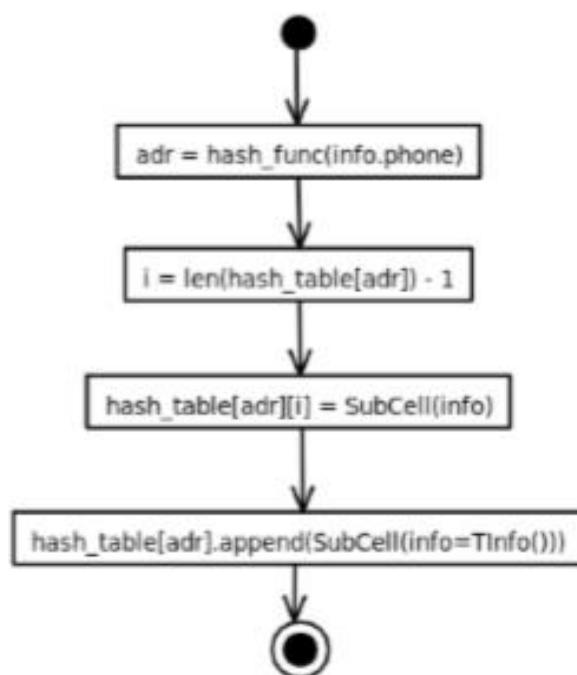 adr = hash_func(info.phone)
i = len(hash_table[adr]) - 1
hash_table[adr][i] = SubCell(info)
hash_table[adr].append(SubCell(info=TInfo()))